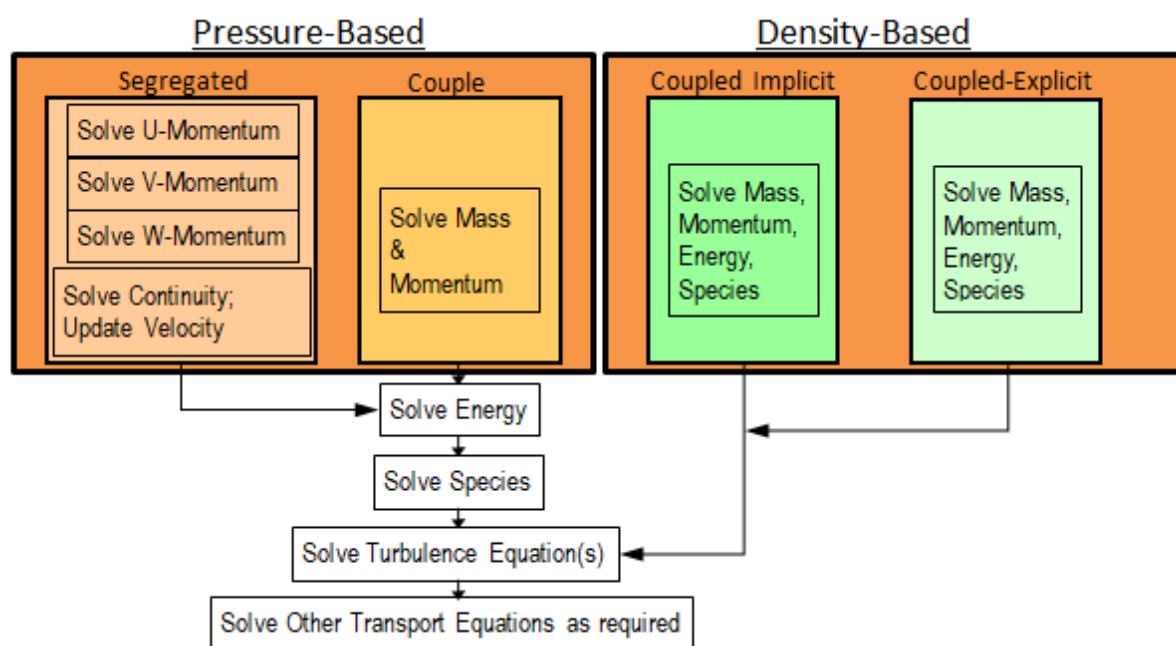 Pressure-Based
Segregated
Solve U-Momentum
Solve V-Momentum
Solve W-Momentum
Solve Continuity;
Update Velocity
Couple
Solve Mass
&
Momentum
Density-Based
Coupled Implicit
Solve Mass,
Momentum,
Energy,
Species
Coupled-Explicit
Solve Mass,
Momentum,
Energy,
Species
Solve Energy
Solve Species
Solve Turbulence Equation(s)
Solve Other Transport Equations as required